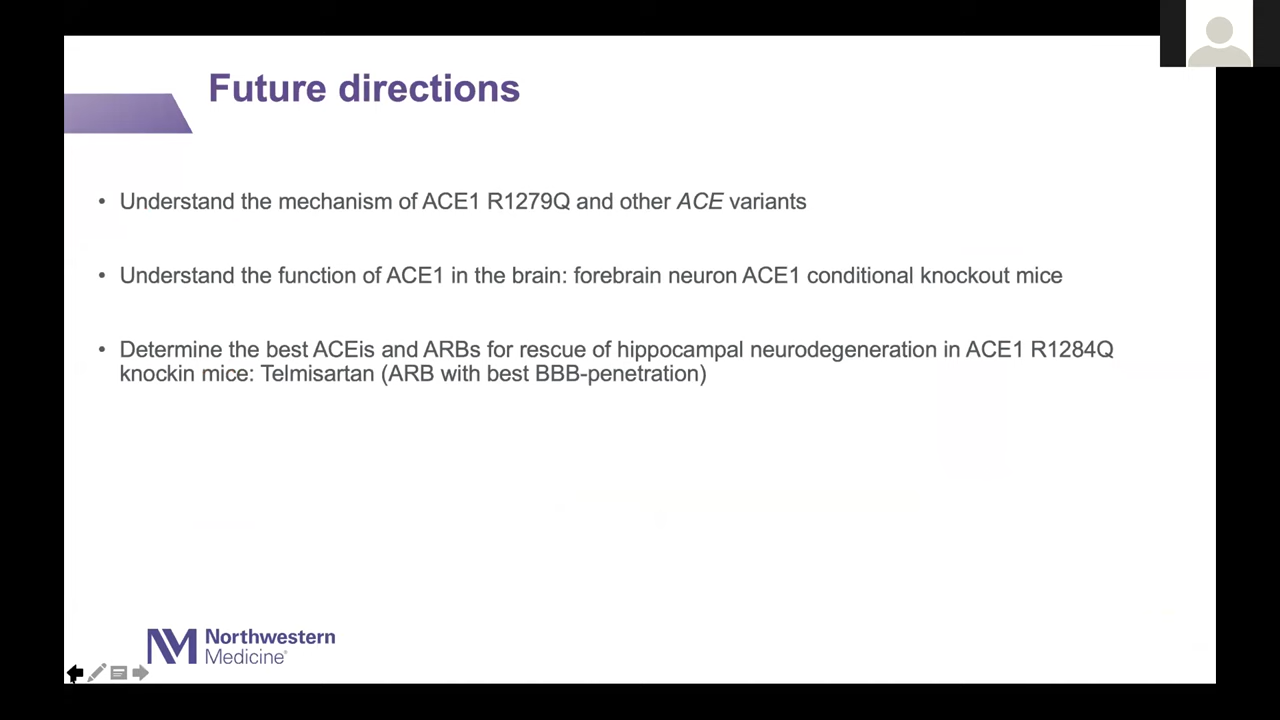 Future directions
• Understand the mechanism of ACE1 R1279Q and other ACE variants
• Understand the function of ACE1 in the brain: forebrain neuron ACE1 conditional knockout mice
• Determine the best ACEis and ARBs for rescue of hippocampal neurodegeneration in ACE1 R1284Q
knockin mice: Telmisartan (ARB with best BBB-penetration)
NM Northwestern
Medicine®